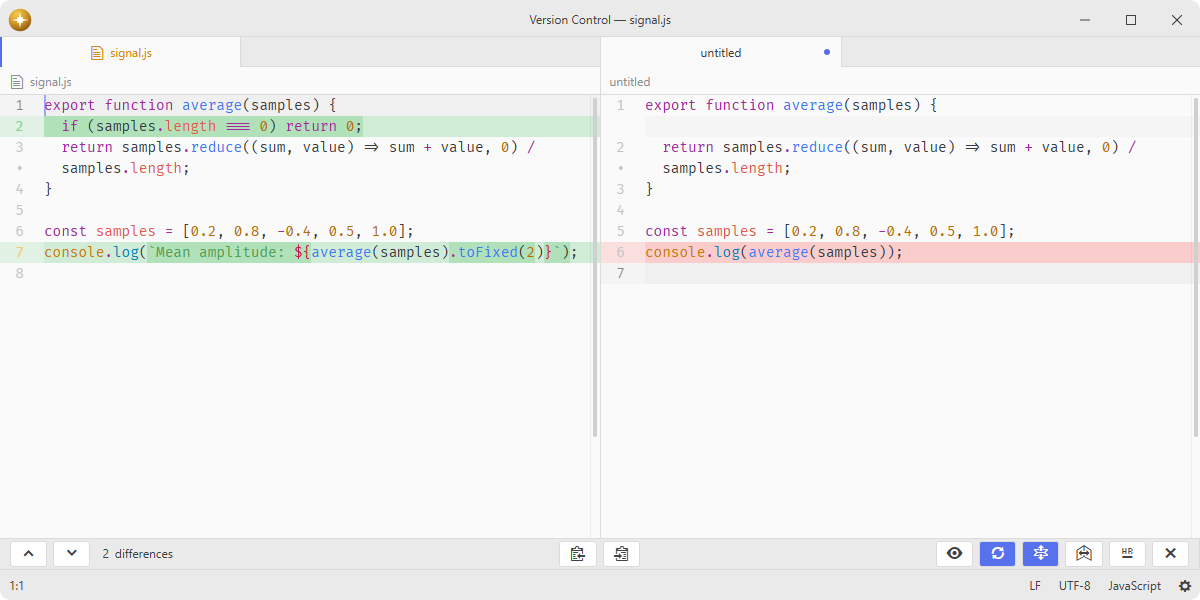 Version Control — signal.js
signal.js
untitled
signal.js
untitled
1 export function average(samples) {
2   if (samples.length === 0) return 0;
3   return samples.reduce((sum, value) => sum + value, 0) /
•   samples.length;
4 }
5
6 const samples = [0.2, 0.8, -0.4, 0.5, 1.0];
7 console.log(`Mean amplitude: ${average(samples).toFixed(2)}`);
8
1 export function average(samples) {
2   return samples.reduce((sum, value) => sum + value, 0) /
•   samples.length;
3 }
4
5 const samples = [0.2, 0.8, -0.4, 0.5, 1.0];
6 console.log(average(samples));
7
2 differences
HR
1:1
LF UTF-8 JavaScript